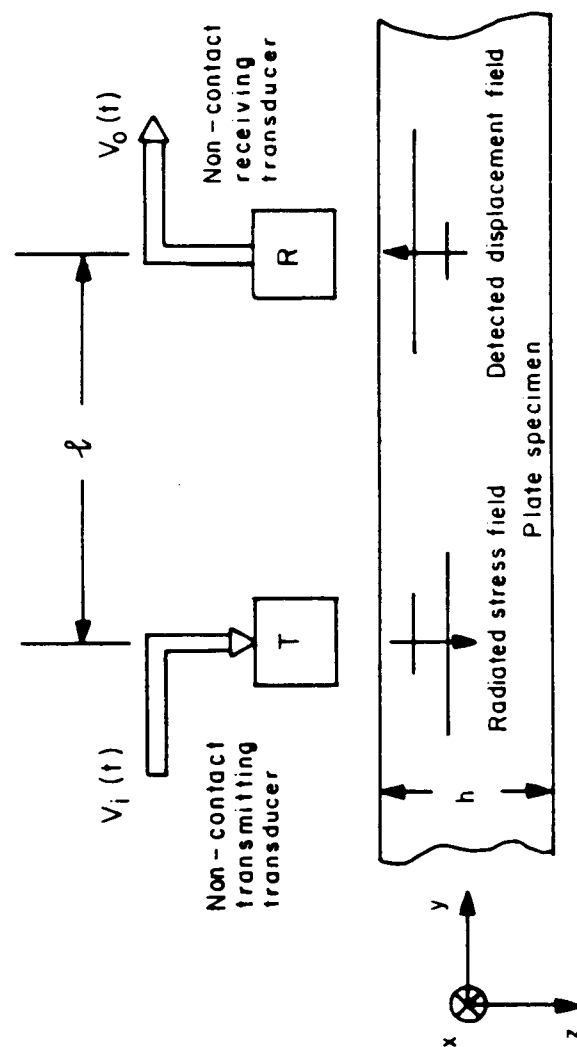 ℓ
V_i(t)
V_o(t)
Non-contact
transmitting
transducer
T
R
Non-contact
receiving
transducer
Radiated stress field
Detected displacement field
Plate specimen
h
x
y
z